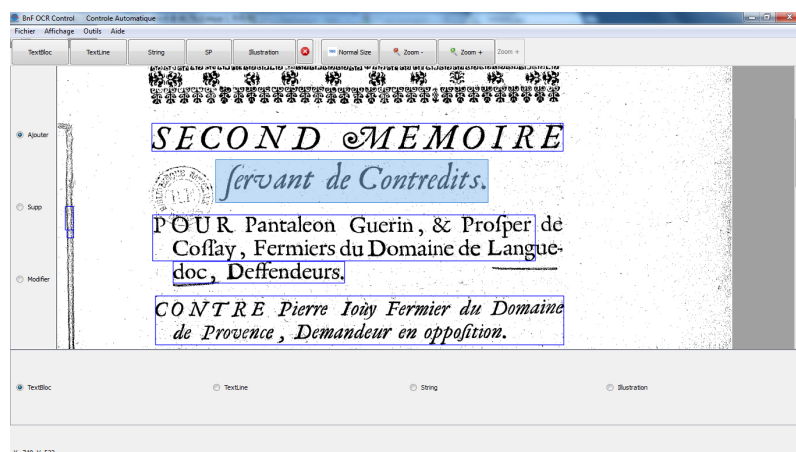 BnF OCR Control Controle Automatique
Fichier Affichage Outils Aide
TextBloc TextLine String SP Illustration Normal Size Zoom - Zoom + Zoom +
SECOND MEMOIRE
ſervant de Contredits.
POUR Pantaleon Guerin, & Proſper de
Coſſay, Fermiers du Domaine de Langue-
doc, Deffendeurs.
CONTRE Pierre Ioüy Fermier du Domaine
de Provence, Demandeur en oppoſition.
Ajouter
Supp
Modifier
TextBloc TextLine String Illustration